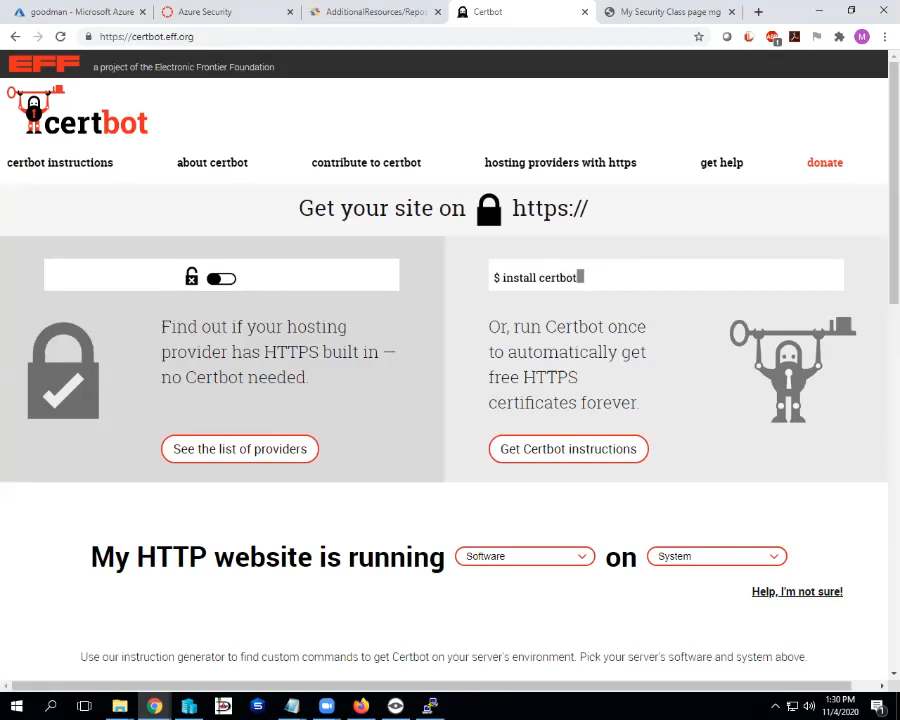 goodman - Microsoft Azure
Azure Security
AdditionalResources/Repo
Certbot
My Security Class page mg
https://certbot.eff.org
1
M
EFF
a project of the Electronic Frontier Foundation
certbot
certbot instructions
about certbot
contribute to certbot
hosting providers with https
get help
donate
Get your site on https://
$ install certbot
Find out if your hosting
provider has HTTPS built in —
no Certbot needed.
See the list of providers
Or, run Certbot once
to automatically get
free HTTPS
certificates forever.
Get Certbot instructions
My HTTP website is running Software on System
Help, I'm not sure!
Use our instruction generator to find custom commands to get Certbot on your server's environment. Pick your server's software and system above.
1:30 PM
11/4/2020
1